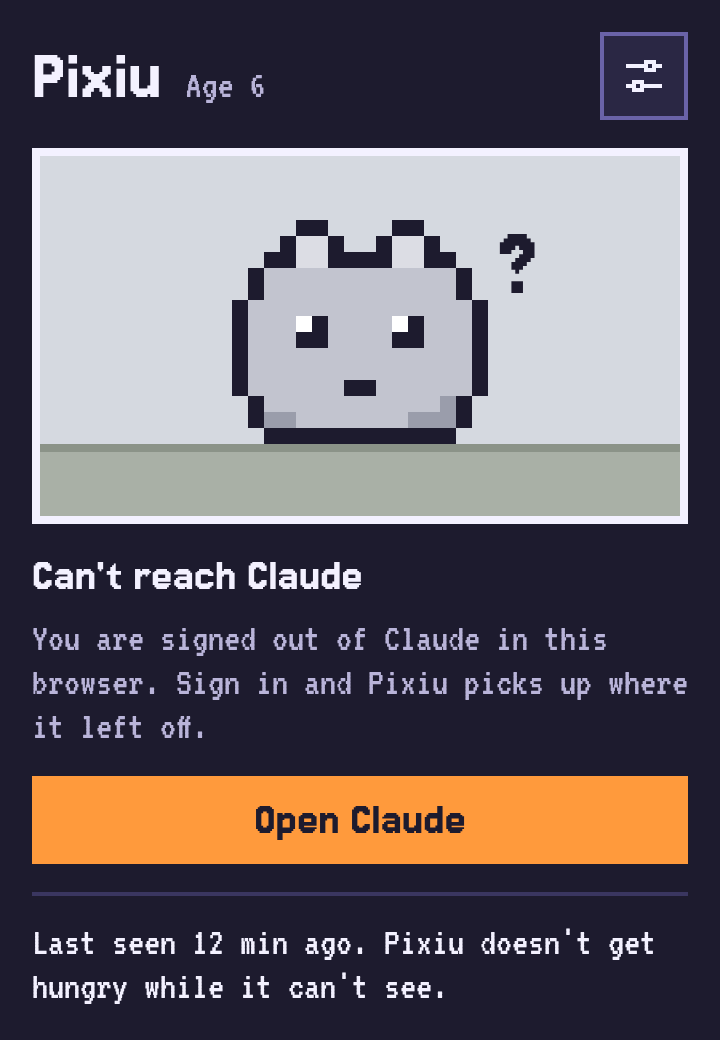 Pixiu Age 6
?
Can't reach Claude
You are signed out of Claude in this
browser. Sign in and Pixiu picks up where
it left off.
Open Claude
Last seen 12 min ago. Pixiu doesn't get
hungry while it can't see.